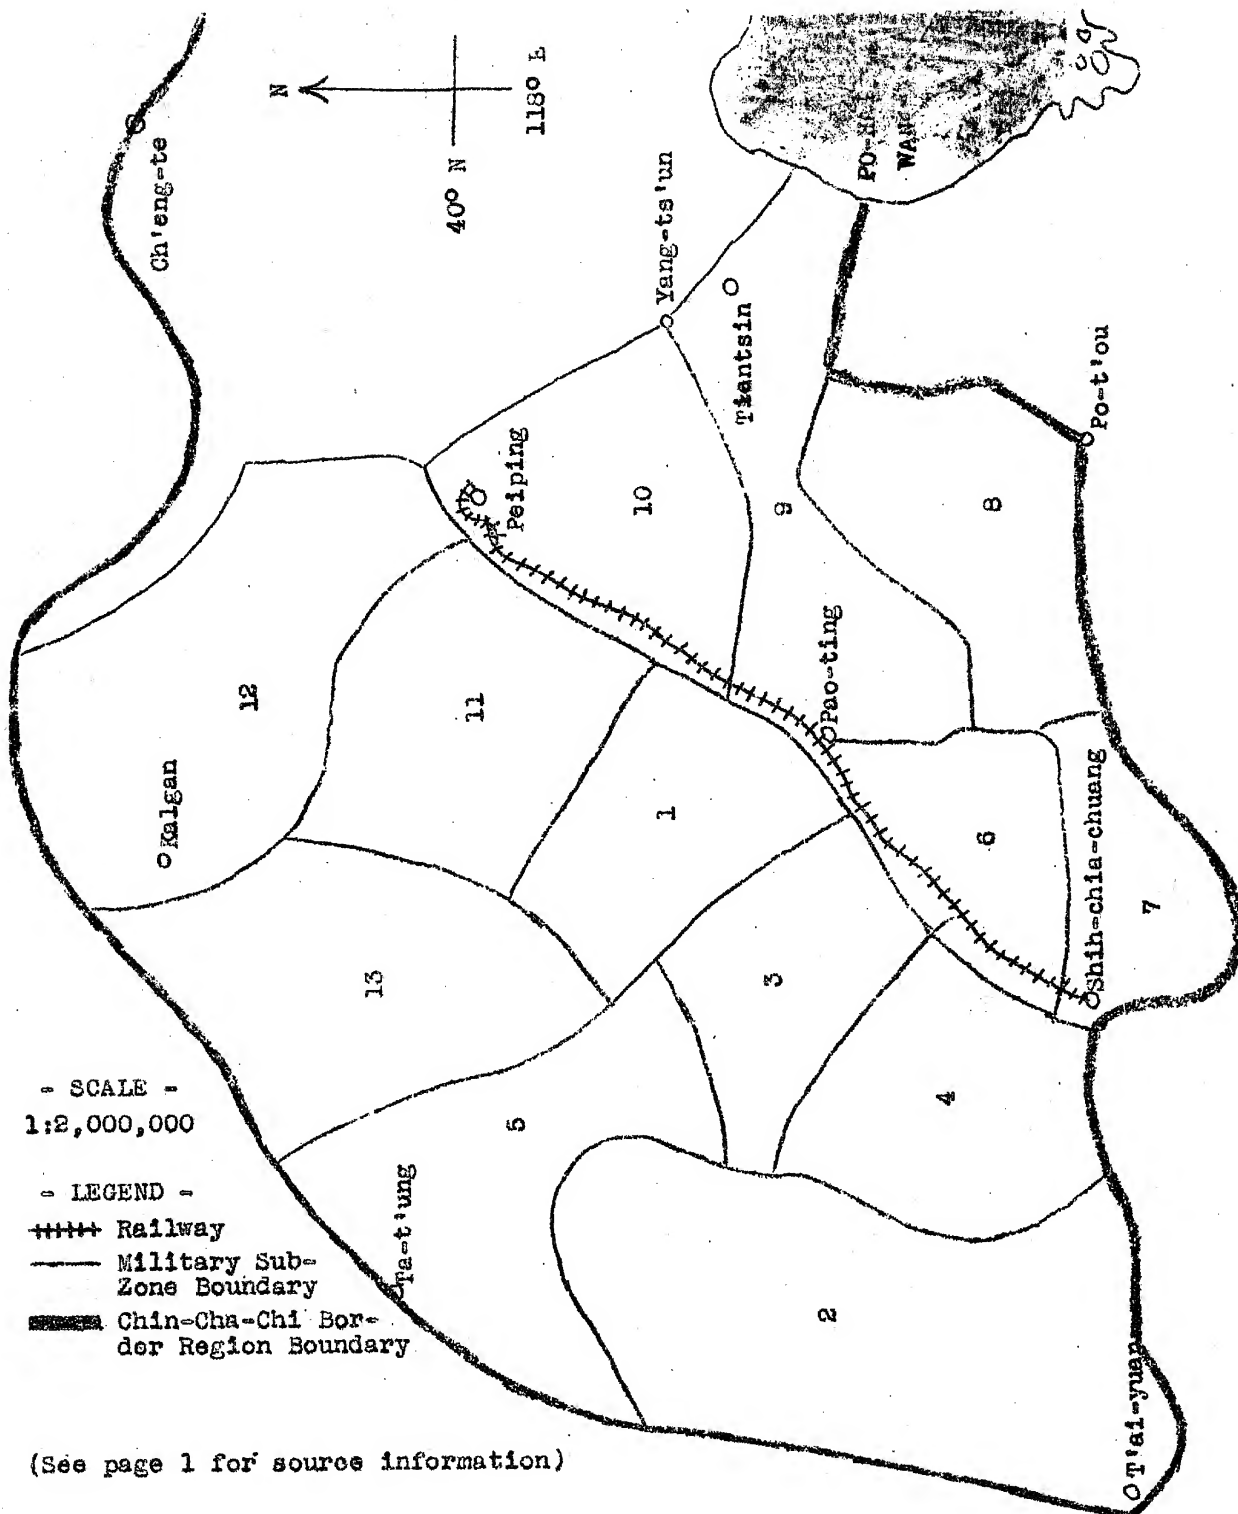 N
40° N
118° E
Ch'eng-te
PO-HAI
WAN
Yang-ts'un
Tientsin
Po-t'ou
Peiping
10
9
8
12
11
Pao-ting
Kalgan
1
6
Shih-chia-chuang
7
13
3
4
5
Ta-t'ung
2
T'ai-yuan
- SCALE -
1:2,000,000
- LEGEND -
Railway
Military Sub-
Zone Boundary
Chin-Cha-Chi Bor-
der Region Boundary
(See page 1 for source information)